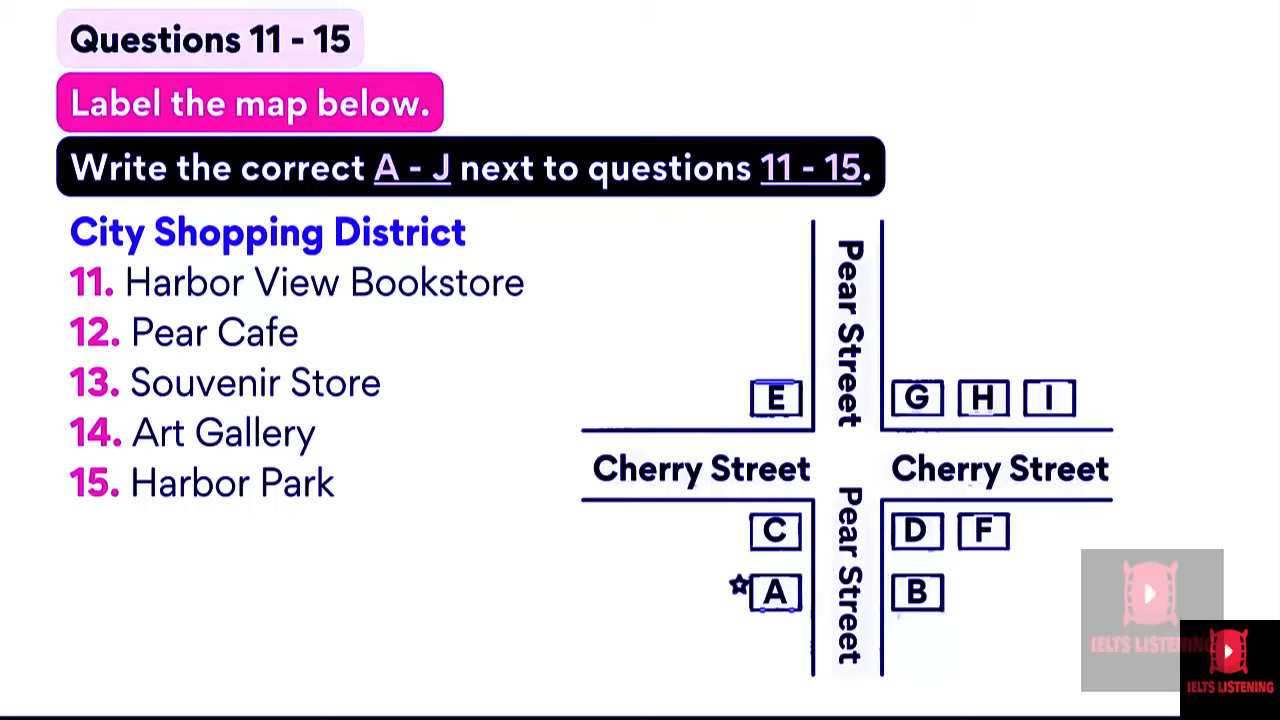 Questions 11 - 15
Label the map below.
Write the correct A - J next to questions 11 - 15.
City Shopping District
11. Harbor View Bookstore
12. Pear Cafe
13. Souvenir Store
14. Art Gallery
15. Harbor Park
Pear Street
E
G H I
Cherry Street
Cherry Street
Pear Street
C
D F
A
B
IELTS LISTENING
IELTS LISTENING